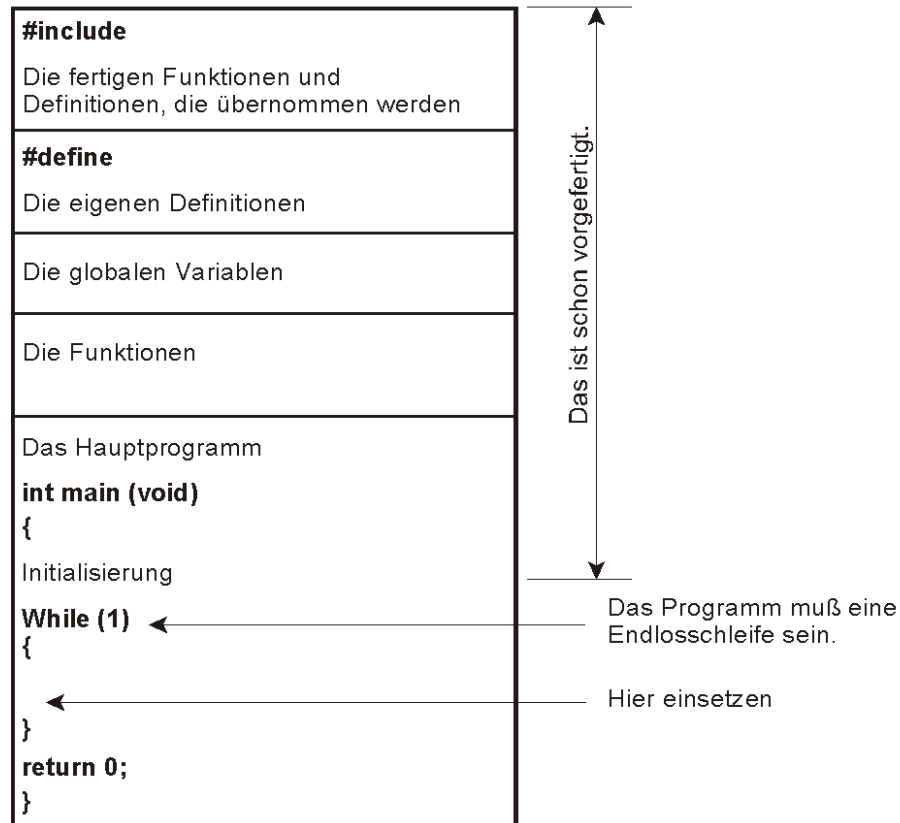 #include
Die fertigen Funktionen und
Definitionen, die übernommen werden
#define
Die eigenen Definitionen
Die globalen Variablen
Die Funktionen
Das Hauptprogramm
int main (void)
{
Initialisierung
While (1)
{
}
return 0;
}
Das ist schon vorgefertigt.
Das Programm muß eine
Endlosschleife sein.
Hier einsetzen